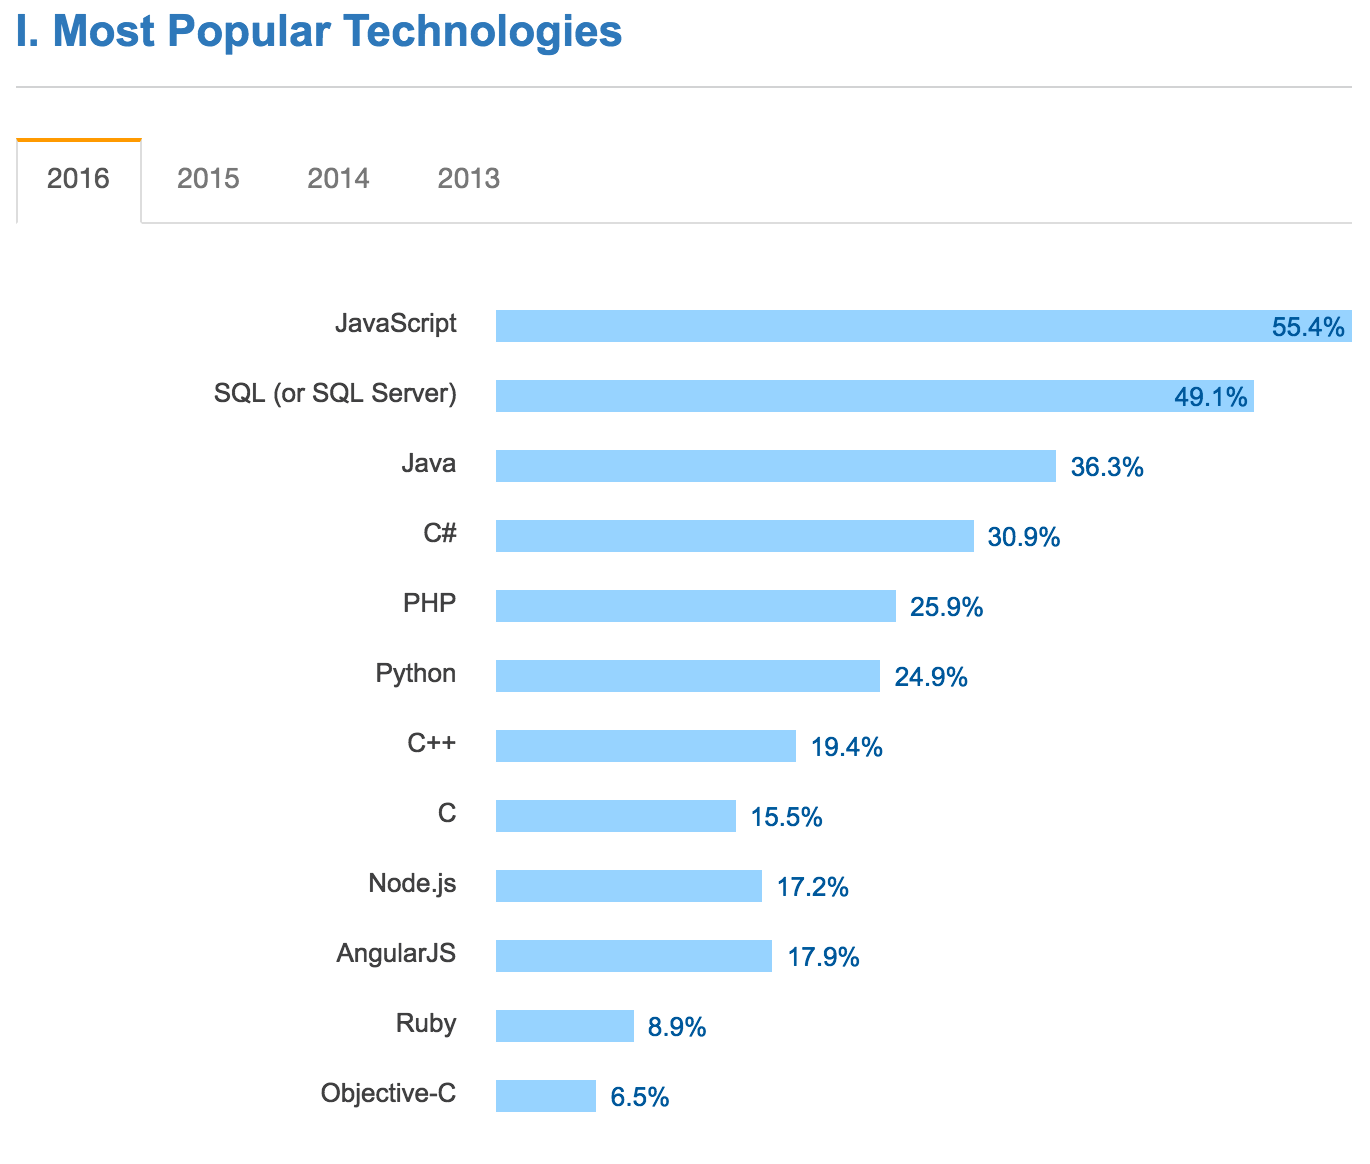 I. Most Popular Technologies
2016 2015 2014 2013
JavaScript 55.4%
SQL (or SQL Server) 49.1%
Java 36.3%
C# 30.9%
PHP 25.9%
Python 24.9%
C++ 19.4%
C 15.5%
Node.js 17.2%
AngularJS 17.9%
Ruby 8.9%
Objective-C 6.5%